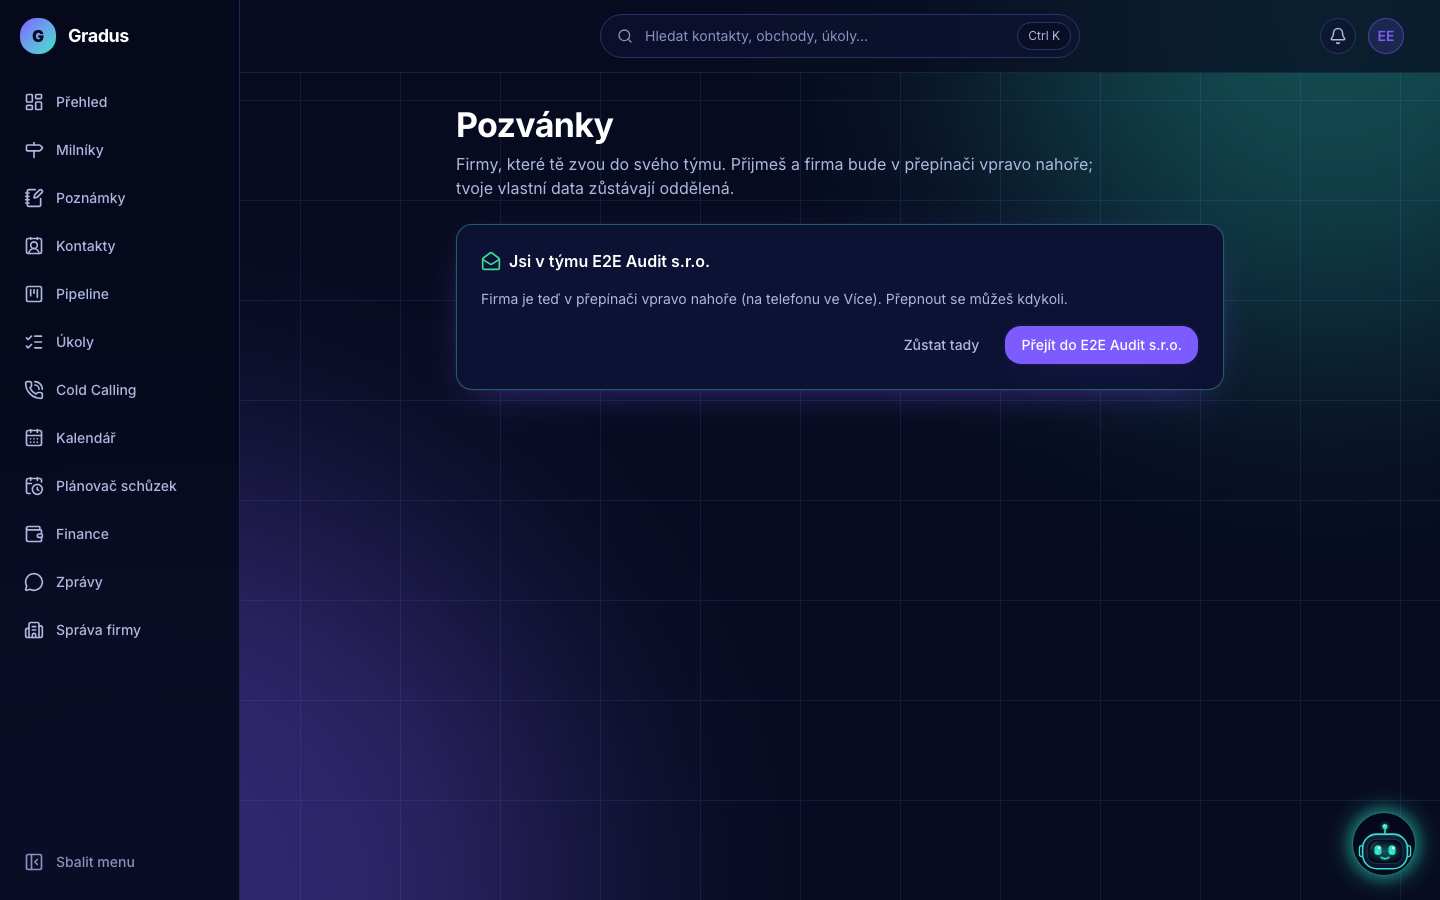 G
Gradus
Hledat kontakty, obchody, úkoly...
Ctrl K
EE
Přehled
Milníky
Poznámky
Kontakty
Pipeline
Úkoly
Cold Calling
Kalendář
Plánovač schůzek
Finance
Zprávy
Správa firmy
Sbalit menu
Pozvánky
Firmy, které tě zvou do svého týmu. Přijmeš a firma bude v přepínači vpravo nahoře;
tvoje vlastní data zůstávají oddělená.
Jsi v týmu E2E Audit s.r.o.
Firma je teď v přepínači vpravo nahoře (na telefonu ve Více). Přepnout se můžeš kdykoli.
Zůstat tady
Přejít do E2E Audit s.r.o.